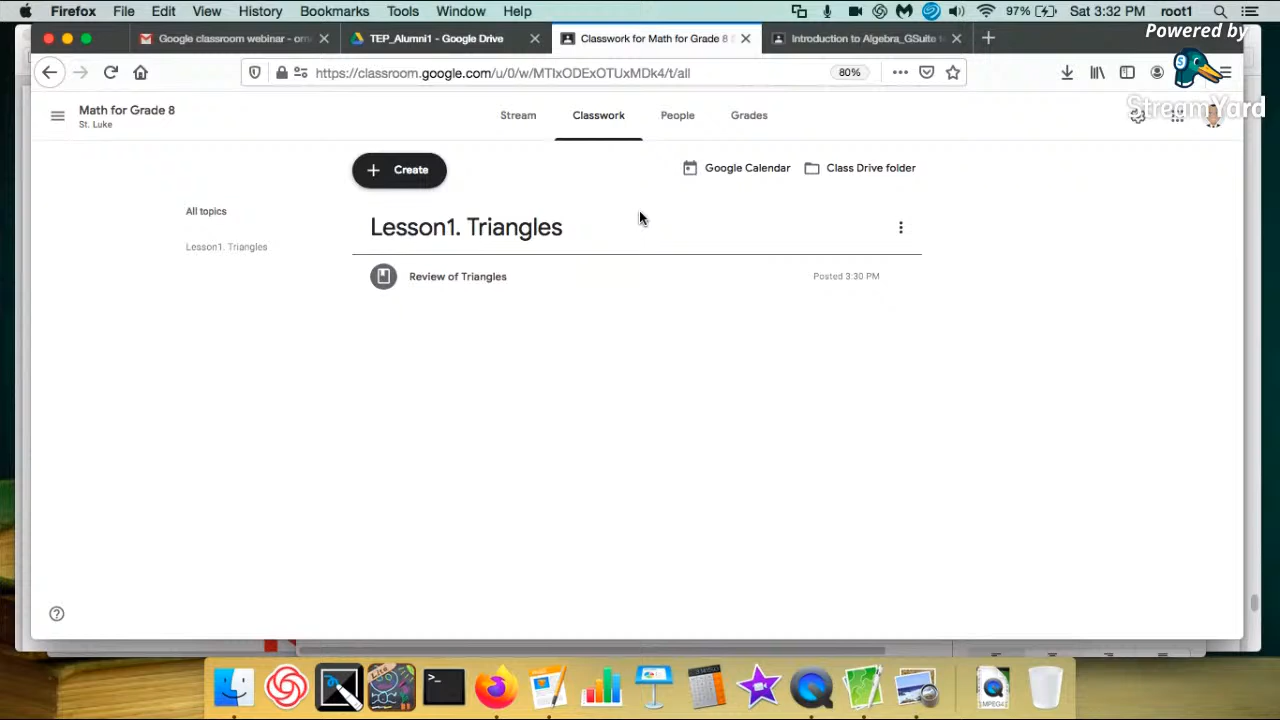 Firefox File Edit View History Bookmarks Tools Window Help 97% Sat 3:32 PM root1
Powered by
Google classroom webinar - om
TEP_Alumni1 - Google Drive
Classwork for Math for Grade 8
Introduction to Algebra_GSuite to
https://classroom.google.com/u/0/w/MTIxODExOTUxMDk4/t/all
80%
StreamYard
Math for Grade 8
St. Luke
Stream Classwork People Grades
Create
Google Calendar
Class Drive folder
All topics
Lesson1. Triangles
Lesson1. Triangles
Review of Triangles
Posted 3:30 PM